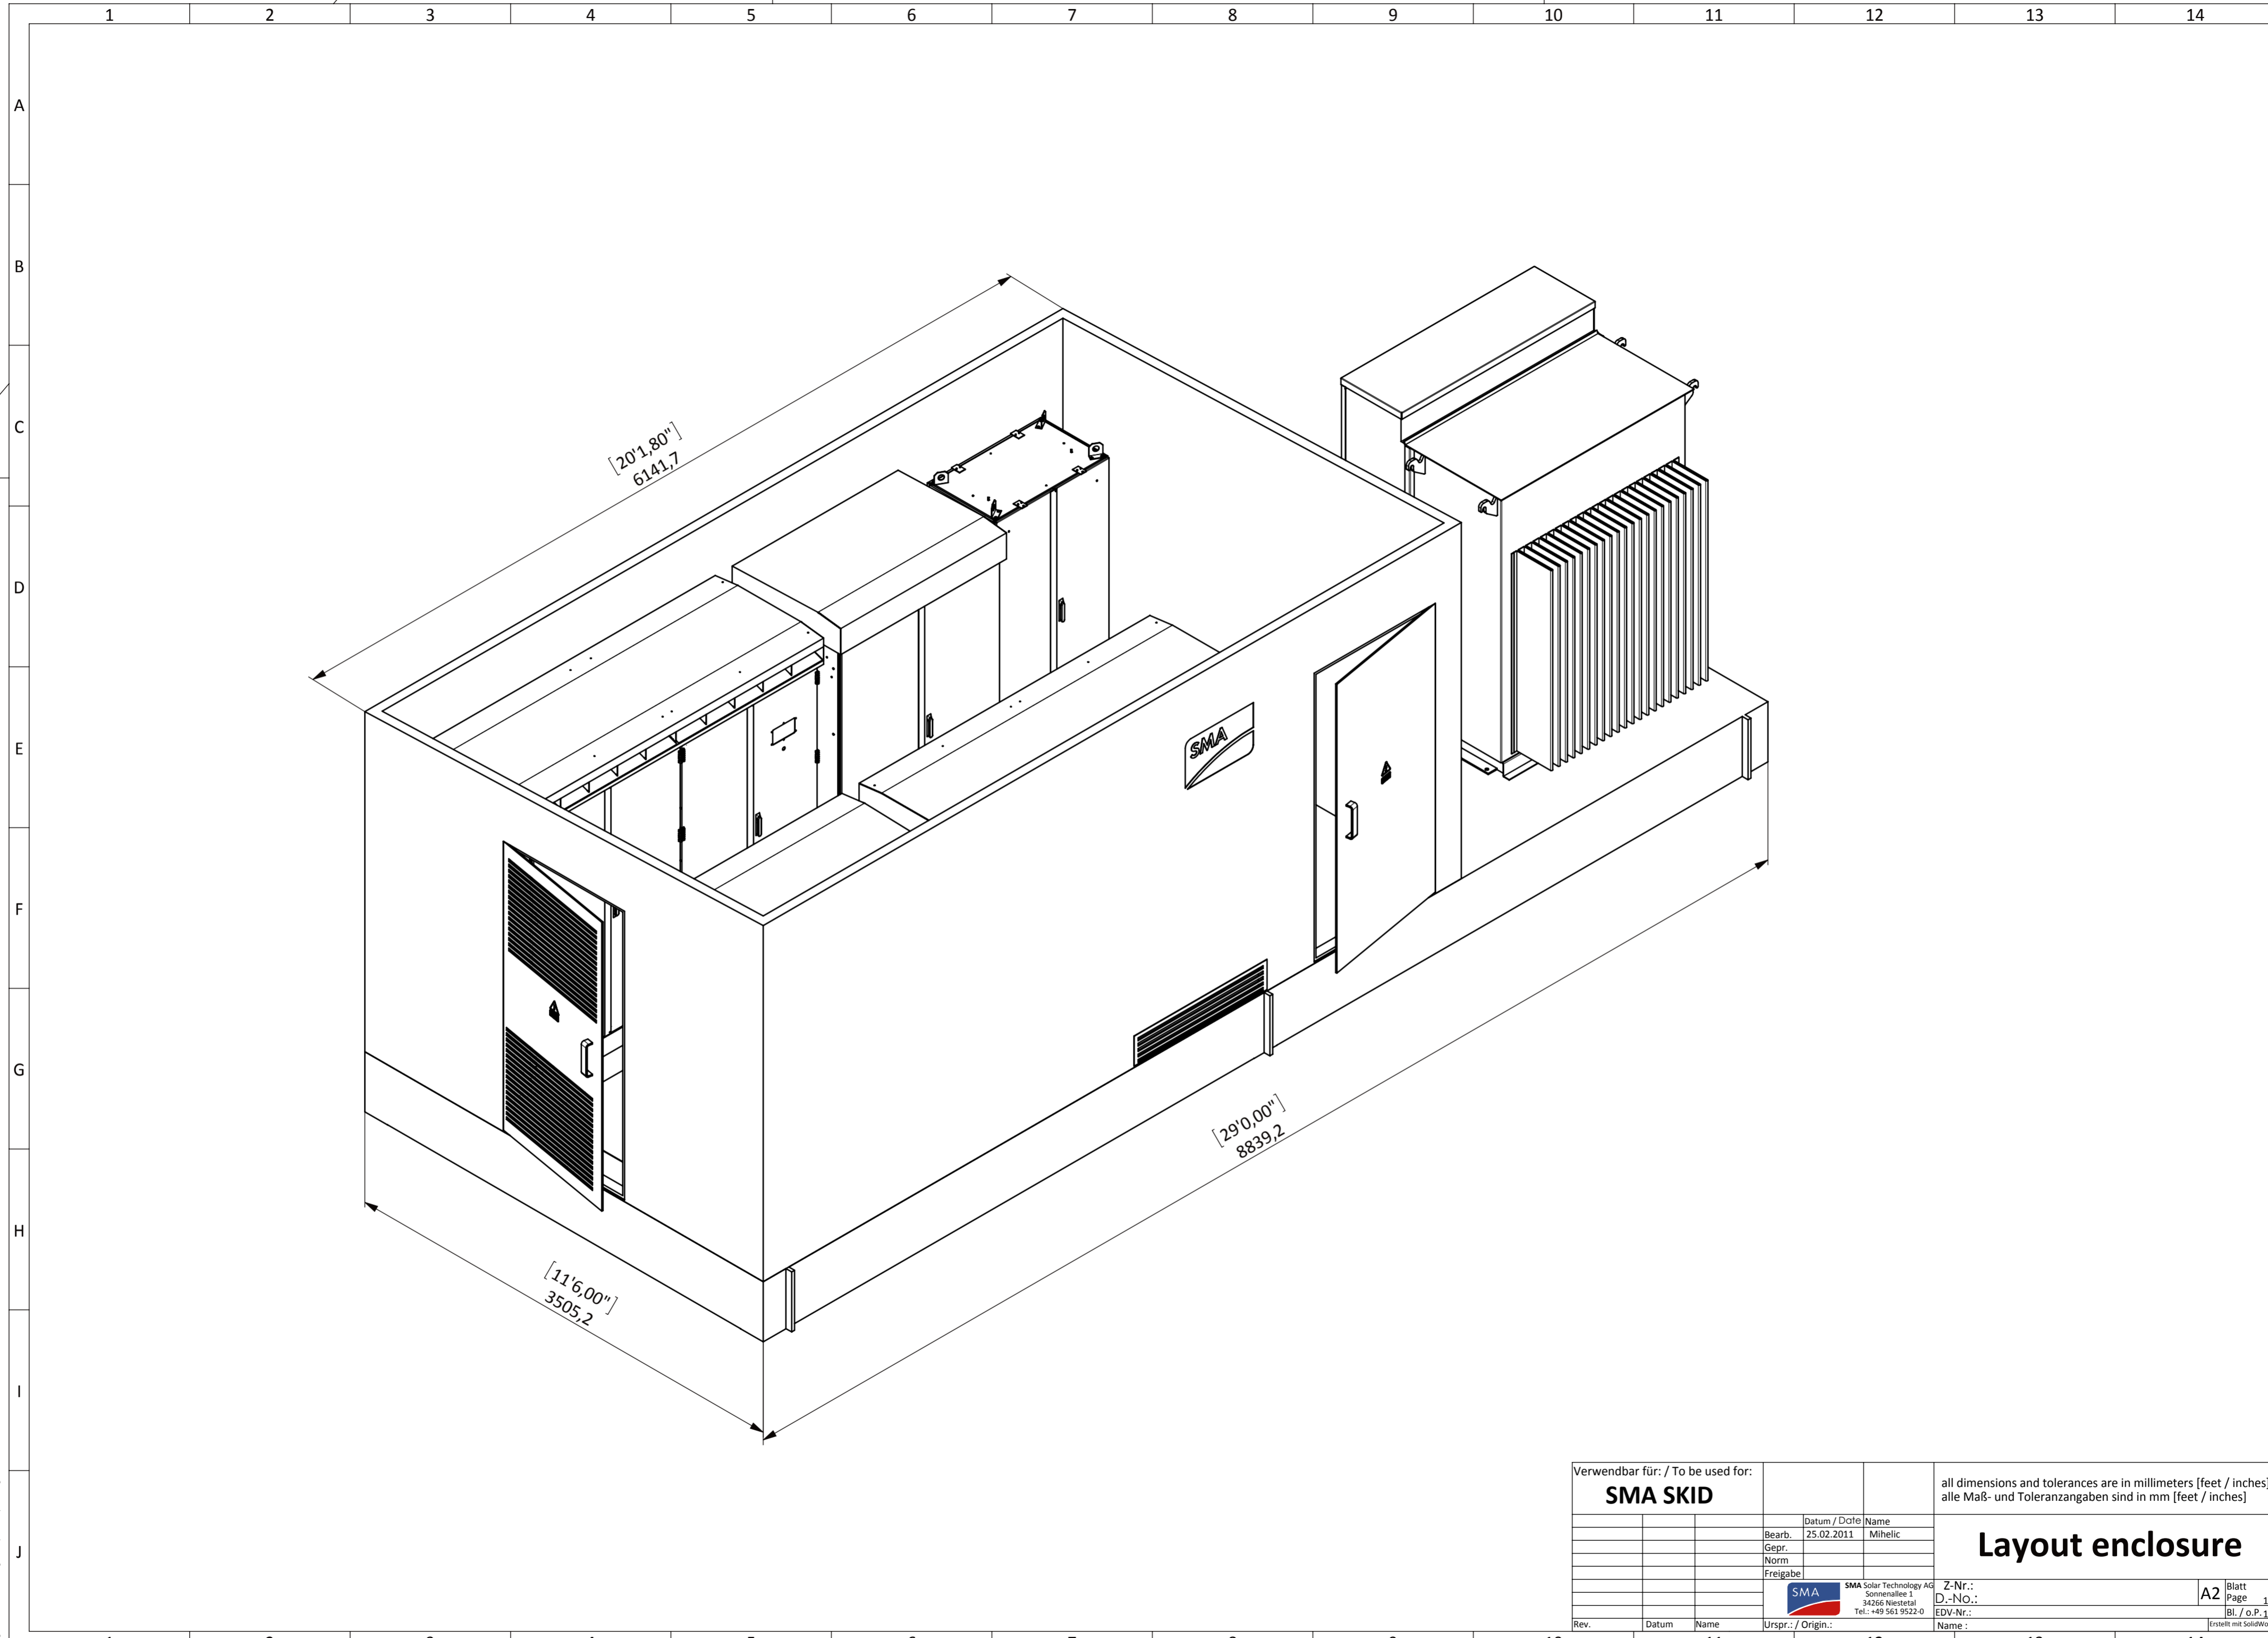 1 2 3 4 5 6 7 8 9 10 11 12 13 14
A
B
C
D
E
F
G
H
I
J
[20'1,80"]
6141,7
SMA
[29'0,00"]
8839,2
[11'6,00"]
3505,2
Verwendbar für: / To be used for:
SMA SKID
all dimensions and tolerances are in millimeters [feet / inches]
alle Maß- und Toleranzangaben sind in mm [feet / inches]
Datum / Date Name
Bearb. 25.02.2011 Mihelic
Gepr.
Norm
Freigabe
Layout enclosure
SMA
SMA Solar Technology AG
Sonnenallee 1
34266 Niestetal
Tel.: +49 561 9522-0
Z-Nr.:
D.-No.:
EDV-Nr.:
Name :
A2
Blatt
Page 1
Bl. / o.P. 1
Rev. Datum Name Urspr.: / Origin.:
Erstellt mit